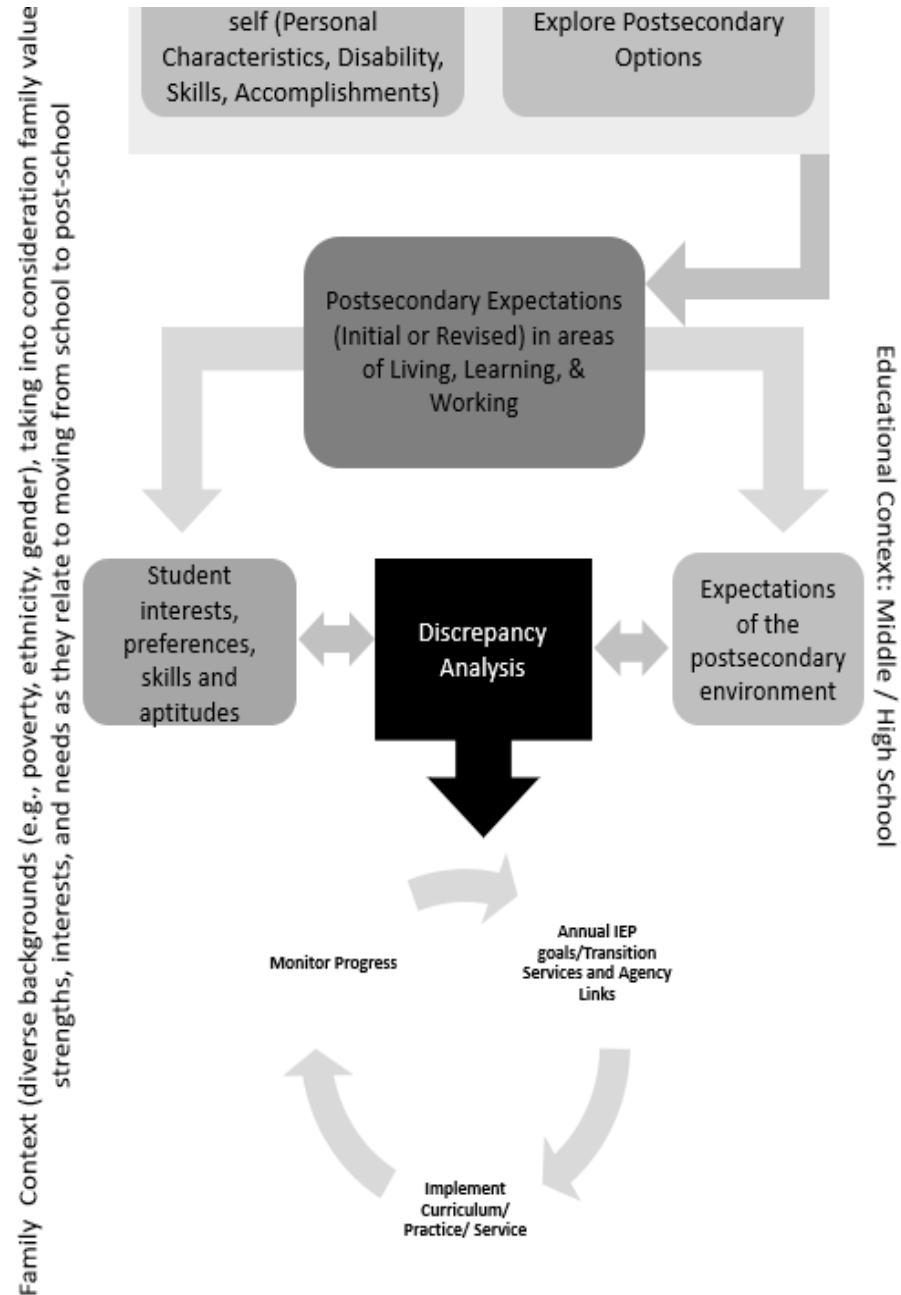 self (Personal
Characteristics, Disability,
Skills, Accomplishments)
Explore Postsecondary
Options
Family Context (diverse backgrounds (e.g., poverty, ethnicity, gender), taking into consideration family value
strengths, interests, and needs as they relate to moving from school to post-school
Postsecondary Expectations
(Initial or Revised) in areas
of Living, Learning, &
Working
Educational Context: Middle / High School
Student
interests,
preferences,
skills and
aptitudes
Discrepancy
Analysis
Expectations
of the
postsecondary
environment
Monitor Progress
Annual IEP
goals/Transition
Services and Agency
Links
Implement
Curriculum/
Practice/ Service